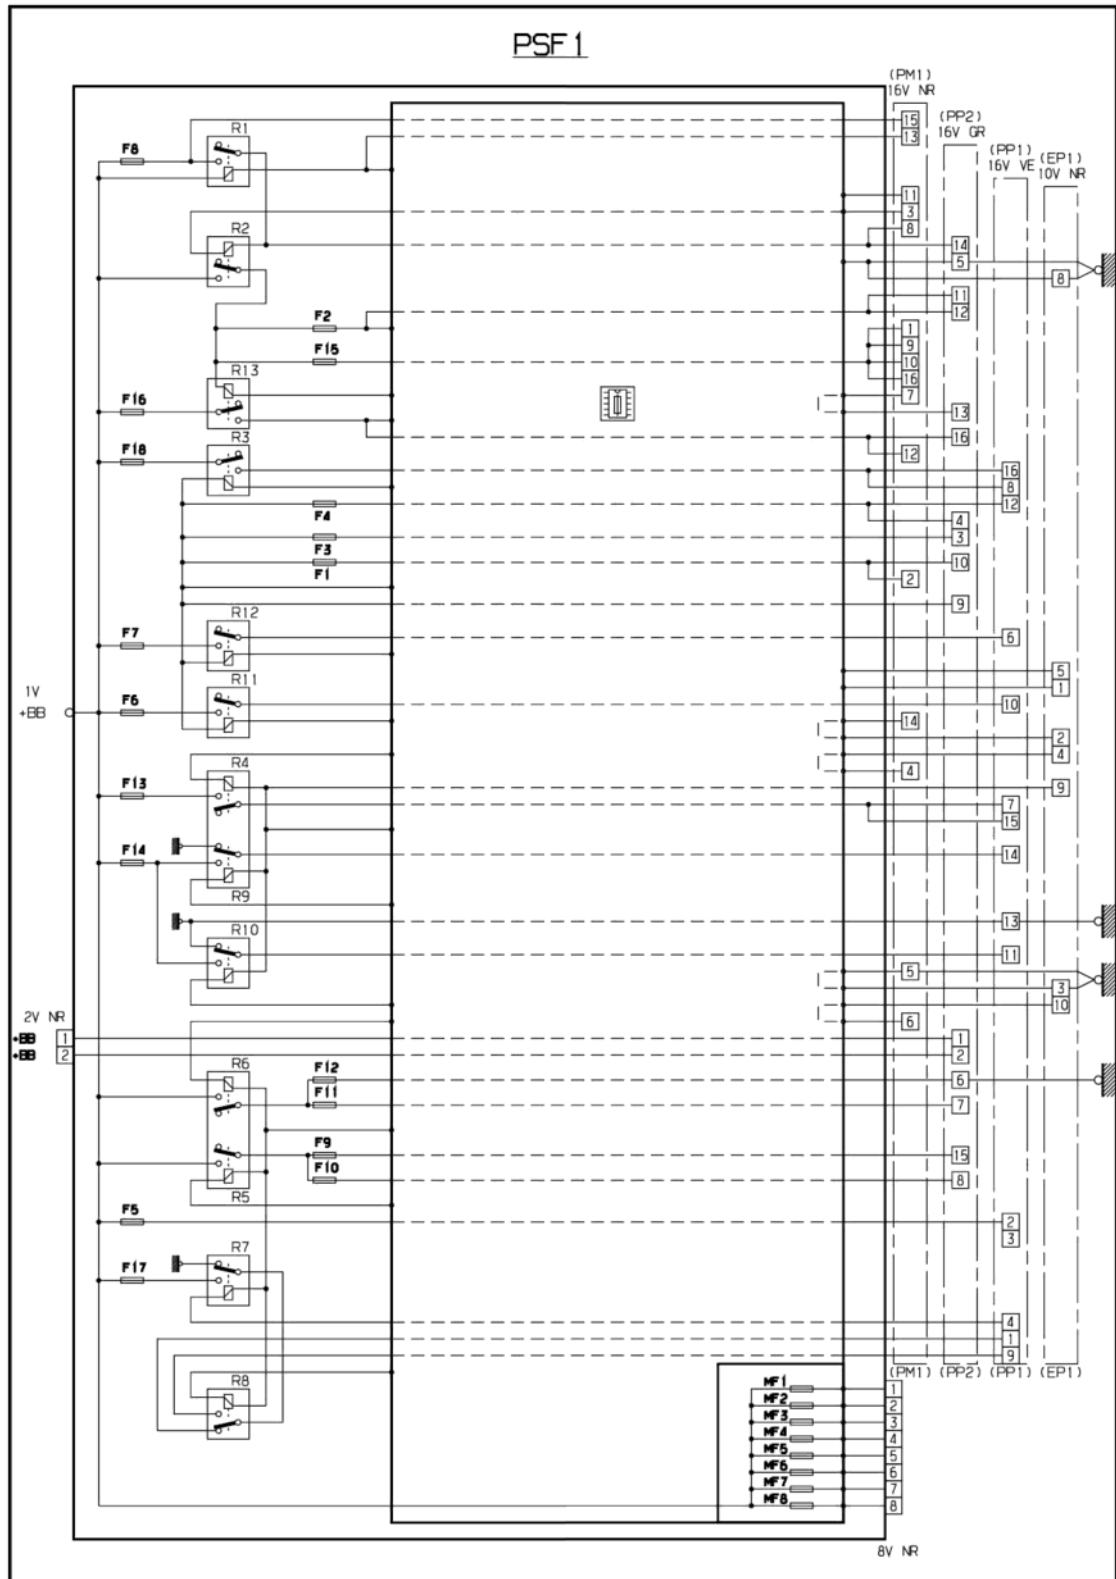 PSF1
(PM1)
16V NR
(PP2)
16V GR
(PP1)
16V VE
(EP1)
10V NR
R1
15
13
F8
11
3
R2
8
14
5
8
11
F2
12
1
F15
9
10
R13
16
7
F16
13
R3
16
12
F18
16
8
12
F4
4
3
F3
10
F1
2
9
R12
F7
6
5
R11
1
1V
+BB
F6
10
14
2
4
R4
4
F13
9
7
15
F14
14
R9
13
R10
11
5
3
10
2V NR
6
+BB 1
1
+BB 2
2
R6
F12
6
F11
7
F9
15
F10
8
R5
F5
2
3
R7
F17
4
1
9
R8
(PM1) (PP2) (PP1) (EP1)
MF1
1
MF2
2
MF3
3
MF4
4
MF5
5
MF6
6
MF7
7
MF8
8
8V NR